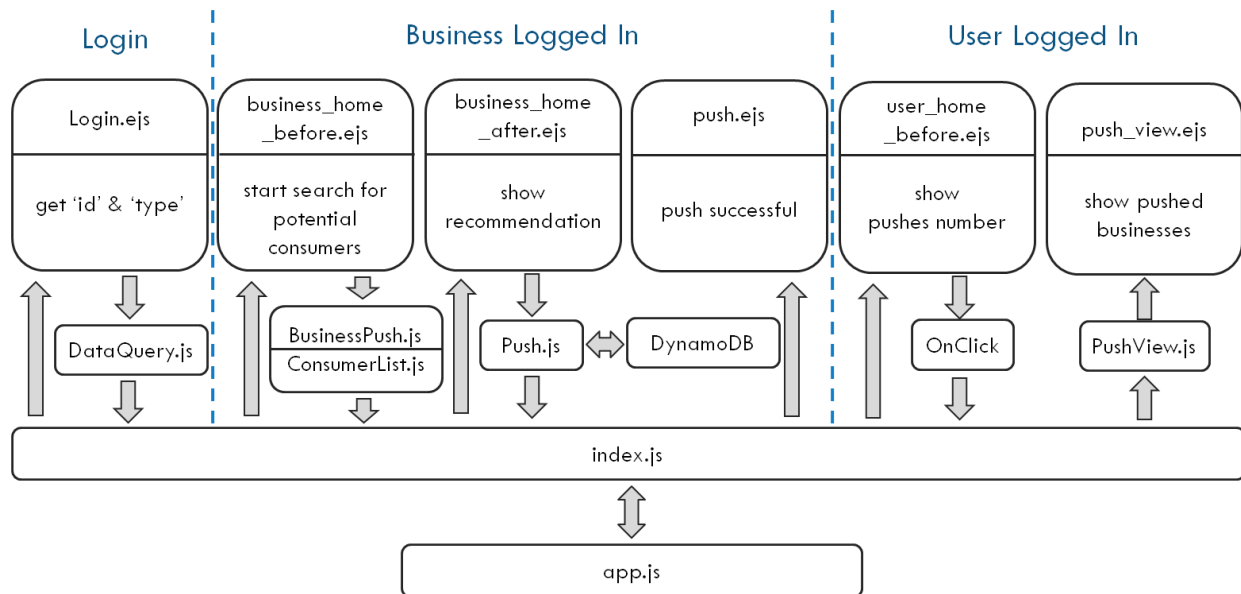 Login
Business Logged In
User Logged In
Login.ejs
get ‘id’ & ‘type’
business_home
_before.ejs
start search for
potential
consumers
business_home
_after.ejs
show
recommendation
push.ejs
push successful
user_home
_before.ejs
show
pushes number
push_view.ejs
show pushed
businesses
DataQuery.js
BusinessPush.js
ConsumerList.js
Push.js
DynamoDB
OnClick
PushView.js
index.js
app.js